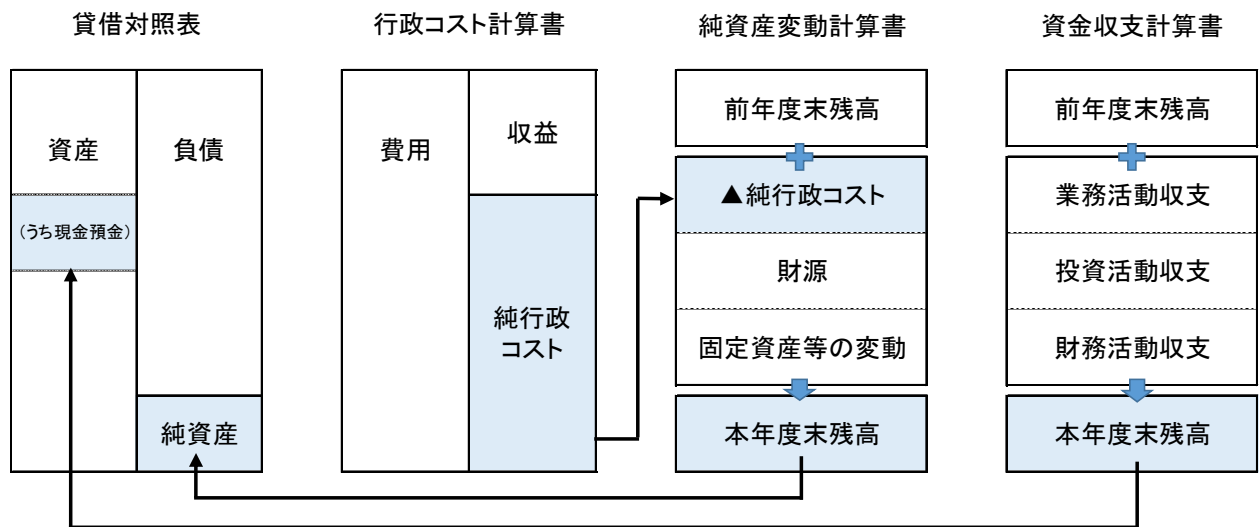 貸借対照表
行政コスト計算書
純資産変動計算書
資金収支計算書
資産
(うち現金預金)
負債
純資産
費用
収益
純行政
コスト
前年度末残高
▲純行政コスト
財源
固定資産等の変動
本年度末残高
前年度末残高
業務活動収支
投資活動収支
財務活動収支
本年度末残高